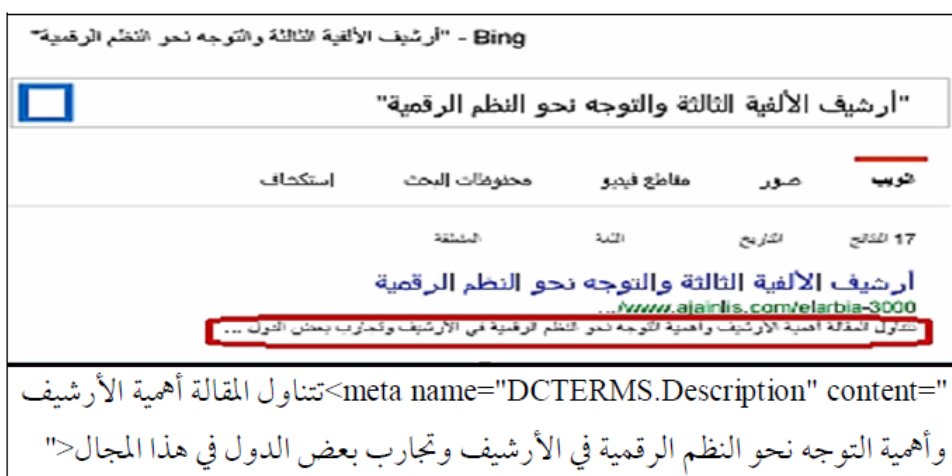 "أرشيف الألفية الثالثة والتوجه نحو النظم الرقمية" - Bing
"أرشيف الألفية الثالثة والتوجه نحو النظم الرقمية"
الويب صور مقاطع فيديو محفوظات البحث استكشاف
17 النتائج التاريخ اللغة المنطقة
أرشيف الألفية الثالثة والتوجه نحو النظم الرقمية
www.ajainlis.com/elarbia-3000/...
تتناول المقالة أهمية الأرشيف وأهمية التوجه نحو النظم الرقمية في الأرشيف وتجارب بعض الدول ...
"=meta name="DCTERMS.Description" content>تتناول المقالة أهمية الأرشيف
وأهمية التوجه نحو النظم الرقمية في الأرشيف وتجارب بعض الدول في هذا المجال<"